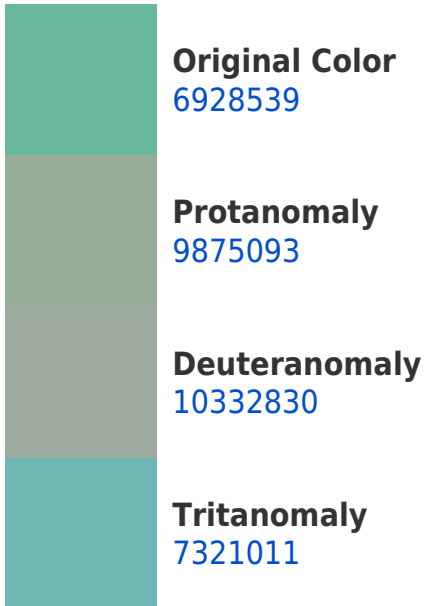 Original Color
6928539
Protanomaly
9875093
Deuteranomaly
10332830
Tritanomaly
7321011